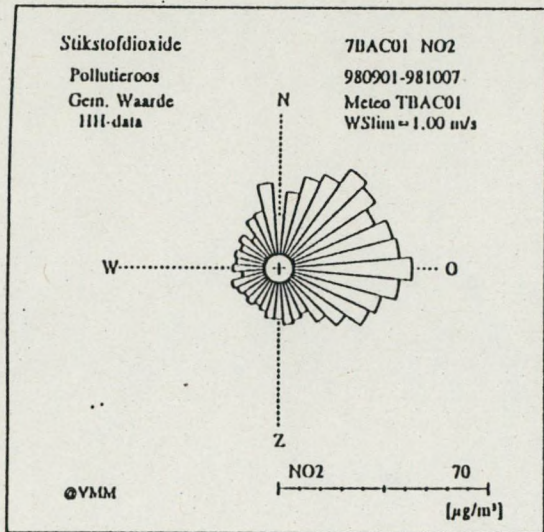 Stikstofdioxide
Pollutieroos
Gem. Waarde
HH-data
7BAC01 NO2
980901-981007
Meteo TBAC01
WSlim = 1.00 m/s
N
W
O
Z
NO2 70
[µg/m³]
@VMM